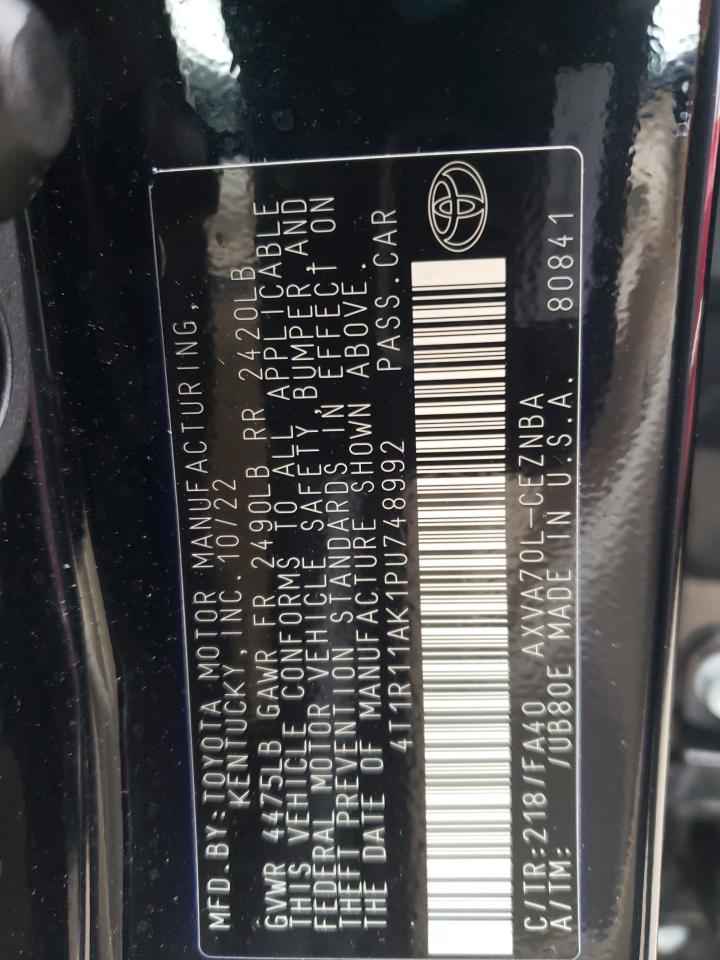 MFD.BY:TOYOTA MOTOR MANUFACTURING,
KENTUCKY, INC. 10/22
GVWR 4475LB GAWR FR 2490LB RR 2420LB
THIS VEHICLE CONFORMS TO ALL APPLICABLE
FEDERAL MOTOR VEHICLE SAFETY, BUMPER, AND
THEFT PREVENTION STANDARDS IN EFFECT ON
THE DATE OF MANUFACTURE SHOWN ABOVE.
4T1R11AK1PU748992 PASS.CAR
C/TR:218//FA40 AXVA70L-CEZNBA
A/TM: /UB80E MADE IN U.S.A. 80841